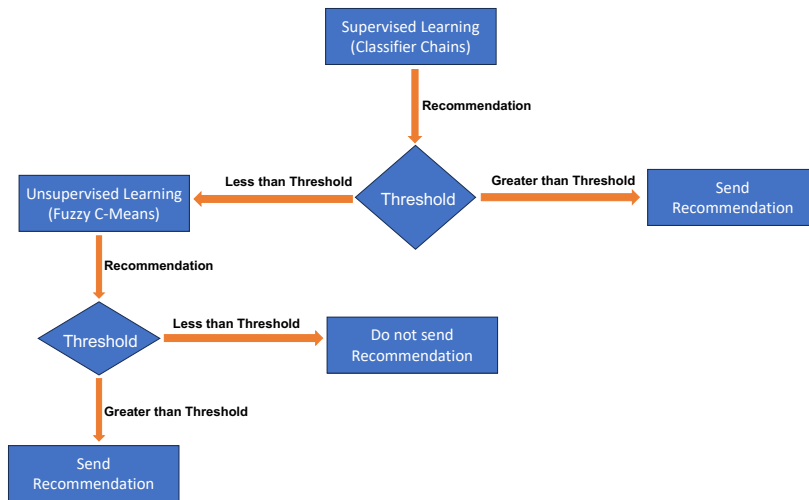 Supervised Learning
(Classifier Chains)
Recommendation
Less than Threshold
Greater than Threshold
Unsupervised Learning
(Fuzzy C-Means)
Threshold
Send
Recommendation
Recommendation
Less than Threshold
Threshold
Do not send
Recommendation
Greater than Threshold
Send
Recommendation